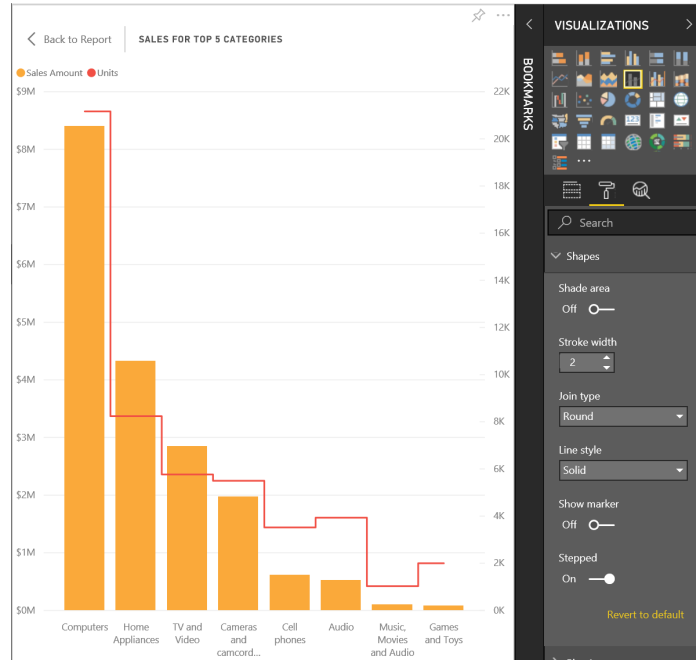 Back to Report
SALES FOR TOP 5 CATEGORIES
Sales Amount
Units
$9M
$8M
$7M
$6M
$5M
$4M
$3M
$2M
$1M
$0M
22K
20K
18K
16K
14K
12K
10K
8K
6K
4K
2K
0K
Computers
Home
Appliances
TV and
Video
Cameras
and
camcord...
Cell
phones
Audio
Music,
Movies
and Audio
Games
and Toys
BOOKMARKS
VISUALIZATIONS
123
Search
Shapes
Shade area
Off
Stroke width
2
Join type
Round
Line style
Solid
Show marker
Off
Stepped
On
Revert to default